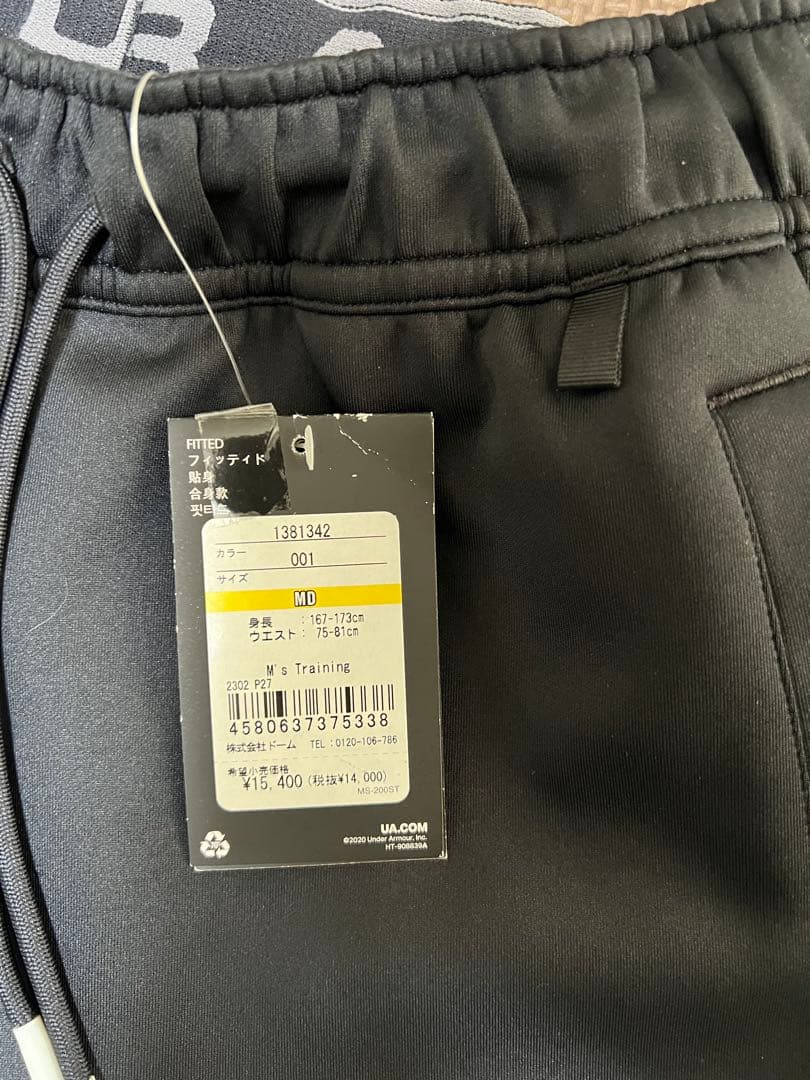 FITTED
フィッティド
貼身
合身款
1381342
カラー
001
サイズ
MD
身長 : 167-173cm
ウエスト : 75-81cm
M's Training
2302 P27
4580637375338
株式会社ドーム TEL:0120-106-786
希望小売価格
¥15,400 (税抜¥14,000)
MS-200ST
UA.COM
©2020 Under Armour, Inc.
HT-908839A